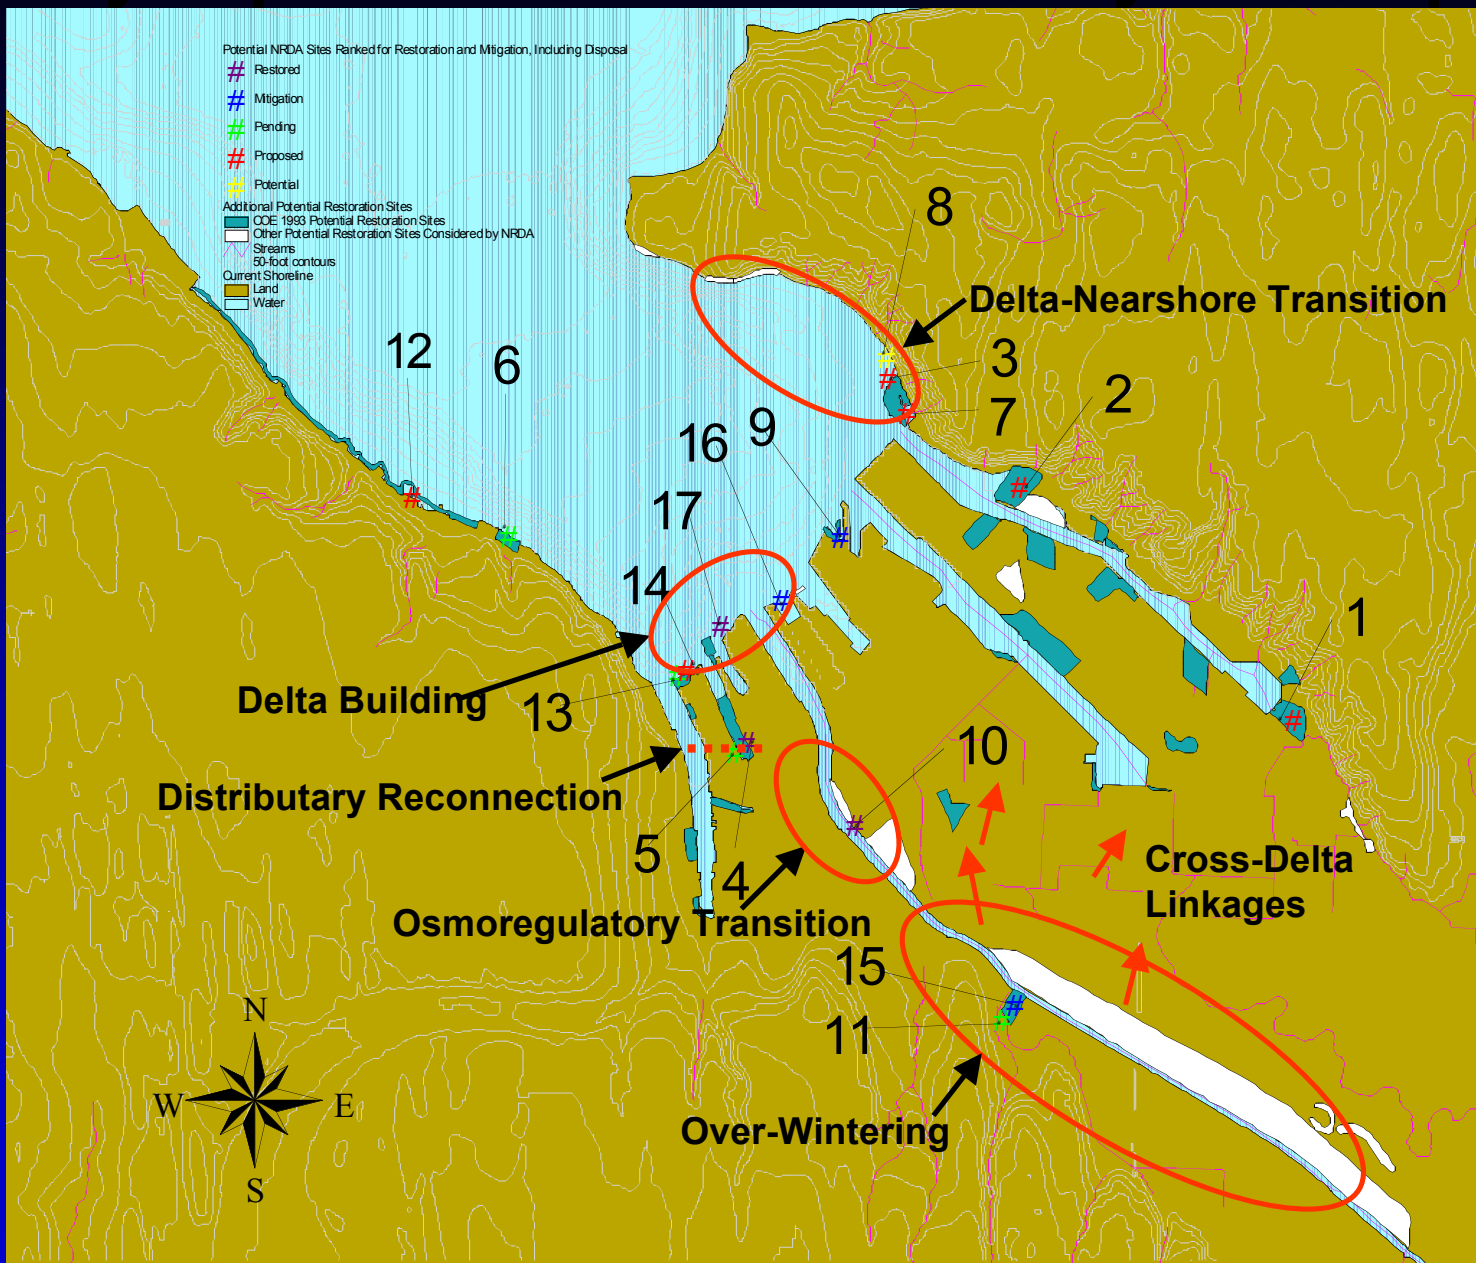 Potential NRDA Sites Ranked for Restoration and Mitigation, Including Disposal
# Restored
# Mitigation
# Pending
# Proposed
# Potential
Additional Potential Restoration Sites
COE 1993 Potential Restoration Sites
Other Potential Restoration Sites Considered by NRDA
Streams
50-foot contours
Current Shoreline
Land
Water
8
Delta-Nearshore Transition
12
6
3
2
7
16
9
17
14
1
Delta Building
13
10
Distributary Reconnection
5
4
Cross-Delta
Linkages
Osmoregulatory Transition
15
11
N
W
E
S
Over-Wintering